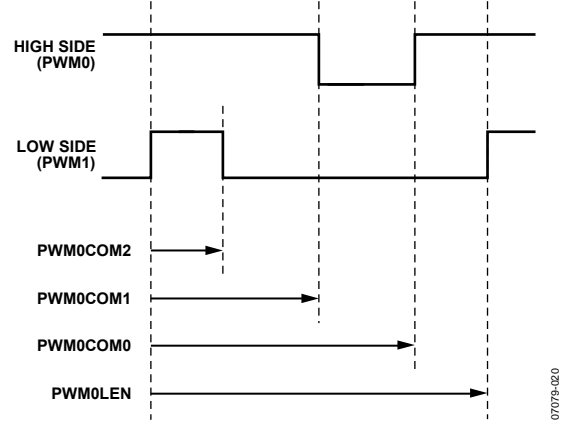 HIGH SIDE
(PWM0)
LOW SIDE
(PWM1)
PWM0COM2
PWM0COM1
PWM0COM0
PWM0LEN
07079-020